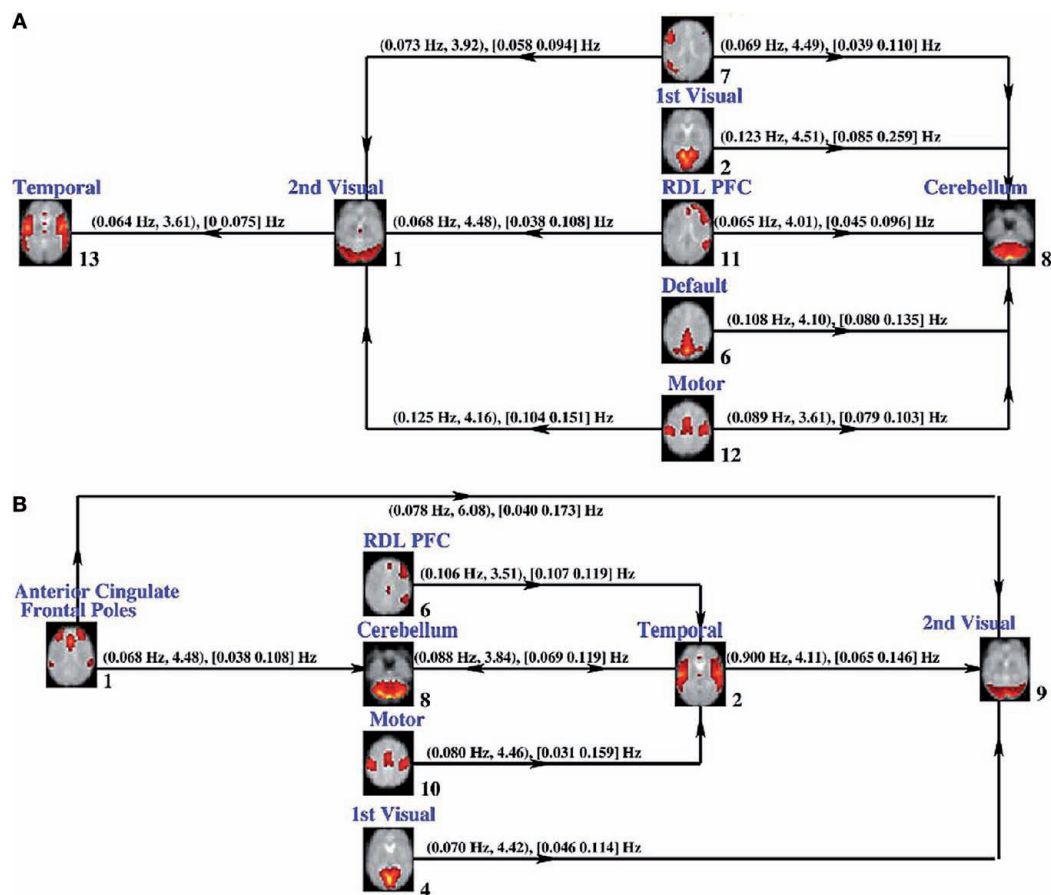 A
(0.073 Hz, 3.92), [0.058 0.094] Hz
(0.069 Hz, 4.49), [0.039 0.110] Hz
7
1st Visual
(0.123 Hz, 4.51), [0.085 0.259] Hz
2
Temporal
2nd Visual
RDL PFC
Cerebellum
(0.064 Hz, 3.61), [0 0.075] Hz
(0.068 Hz, 4.48), [0.038 0.108] Hz
(0.065 Hz, 4.01), [0.045 0.096] Hz
13
1
11
8
Default
(0.108 Hz, 4.10), [0.080 0.135] Hz
6
Motor
(0.125 Hz, 4.16), [0.104 0.151] Hz
(0.089 Hz, 3.61), [0.079 0.103] Hz
12
B
(0.078 Hz, 6.08), [0.040 0.173] Hz
RDL PFC
(0.106 Hz, 3.51), [0.107 0.119] Hz
6
Anterior Cingulate
Frontal Poles
Cerebellum
Temporal
2nd Visual
(0.068 Hz, 4.48), [0.038 0.108] Hz
(0.088 Hz, 3.84), [0.069 0.119] Hz
(0.900 Hz, 4.11), [0.065 0.146] Hz
1
8
2
9
Motor
(0.080 Hz, 4.46), [0.031 0.159] Hz
10
1st Visual
(0.070 Hz, 4.42), [0.046 0.114] Hz
4